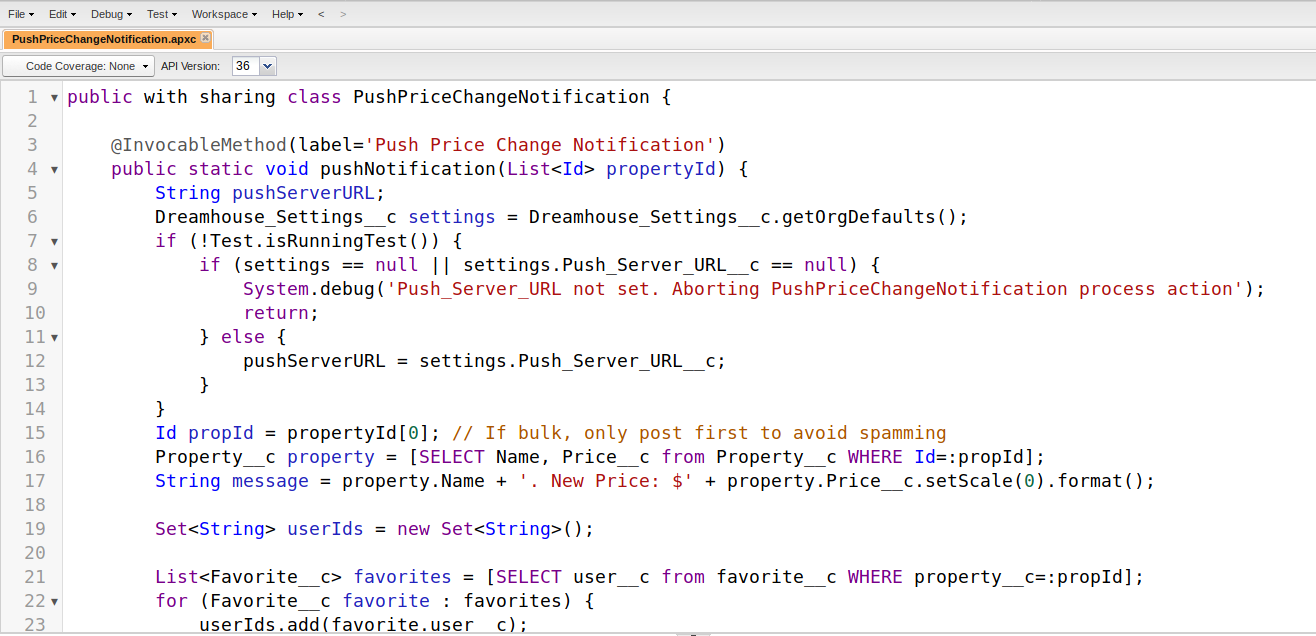 File Edit Debug Test Workspace Help < >
PushPriceChangeNotification.apxc
Code Coverage: None API Version: 36
1 public with sharing class PushPriceChangeNotification {
2
3 @InvocableMethod(label='Push Price Change Notification')
4 public static void pushNotification(List<Id> propertyId) {
5 String pushServerURL;
6 Dreamhouse_Settings__c settings = Dreamhouse_Settings__c.getOrgDefaults();
7 if (!Test.isRunningTest()) {
8 if (settings == null || settings.Push_Server_URL__c == null) {
9 System.debug('Push_Server_URL not set. Aborting PushPriceChangeNotification process action');
10 return;
11 } else {
12 pushServerURL = settings.Push_Server_URL__c;
13 }
14 }
15 Id propId = propertyId[0]; // If bulk, only post first to avoid spamming
16 Property__c property = [SELECT Name, Price__c from Property__c WHERE Id=:propId];
17 String message = property.Name + '. New Price: $' + property.Price__c.setScale(0).format();
18
19 Set<String> userIds = new Set<String>();
20
21 List<Favorite__c> favorites = [SELECT user__c from favorite__c WHERE property__c=:propId];
22 for (Favorite__c favorite : favorites) {
23 userIds.add(favorite.user__c);